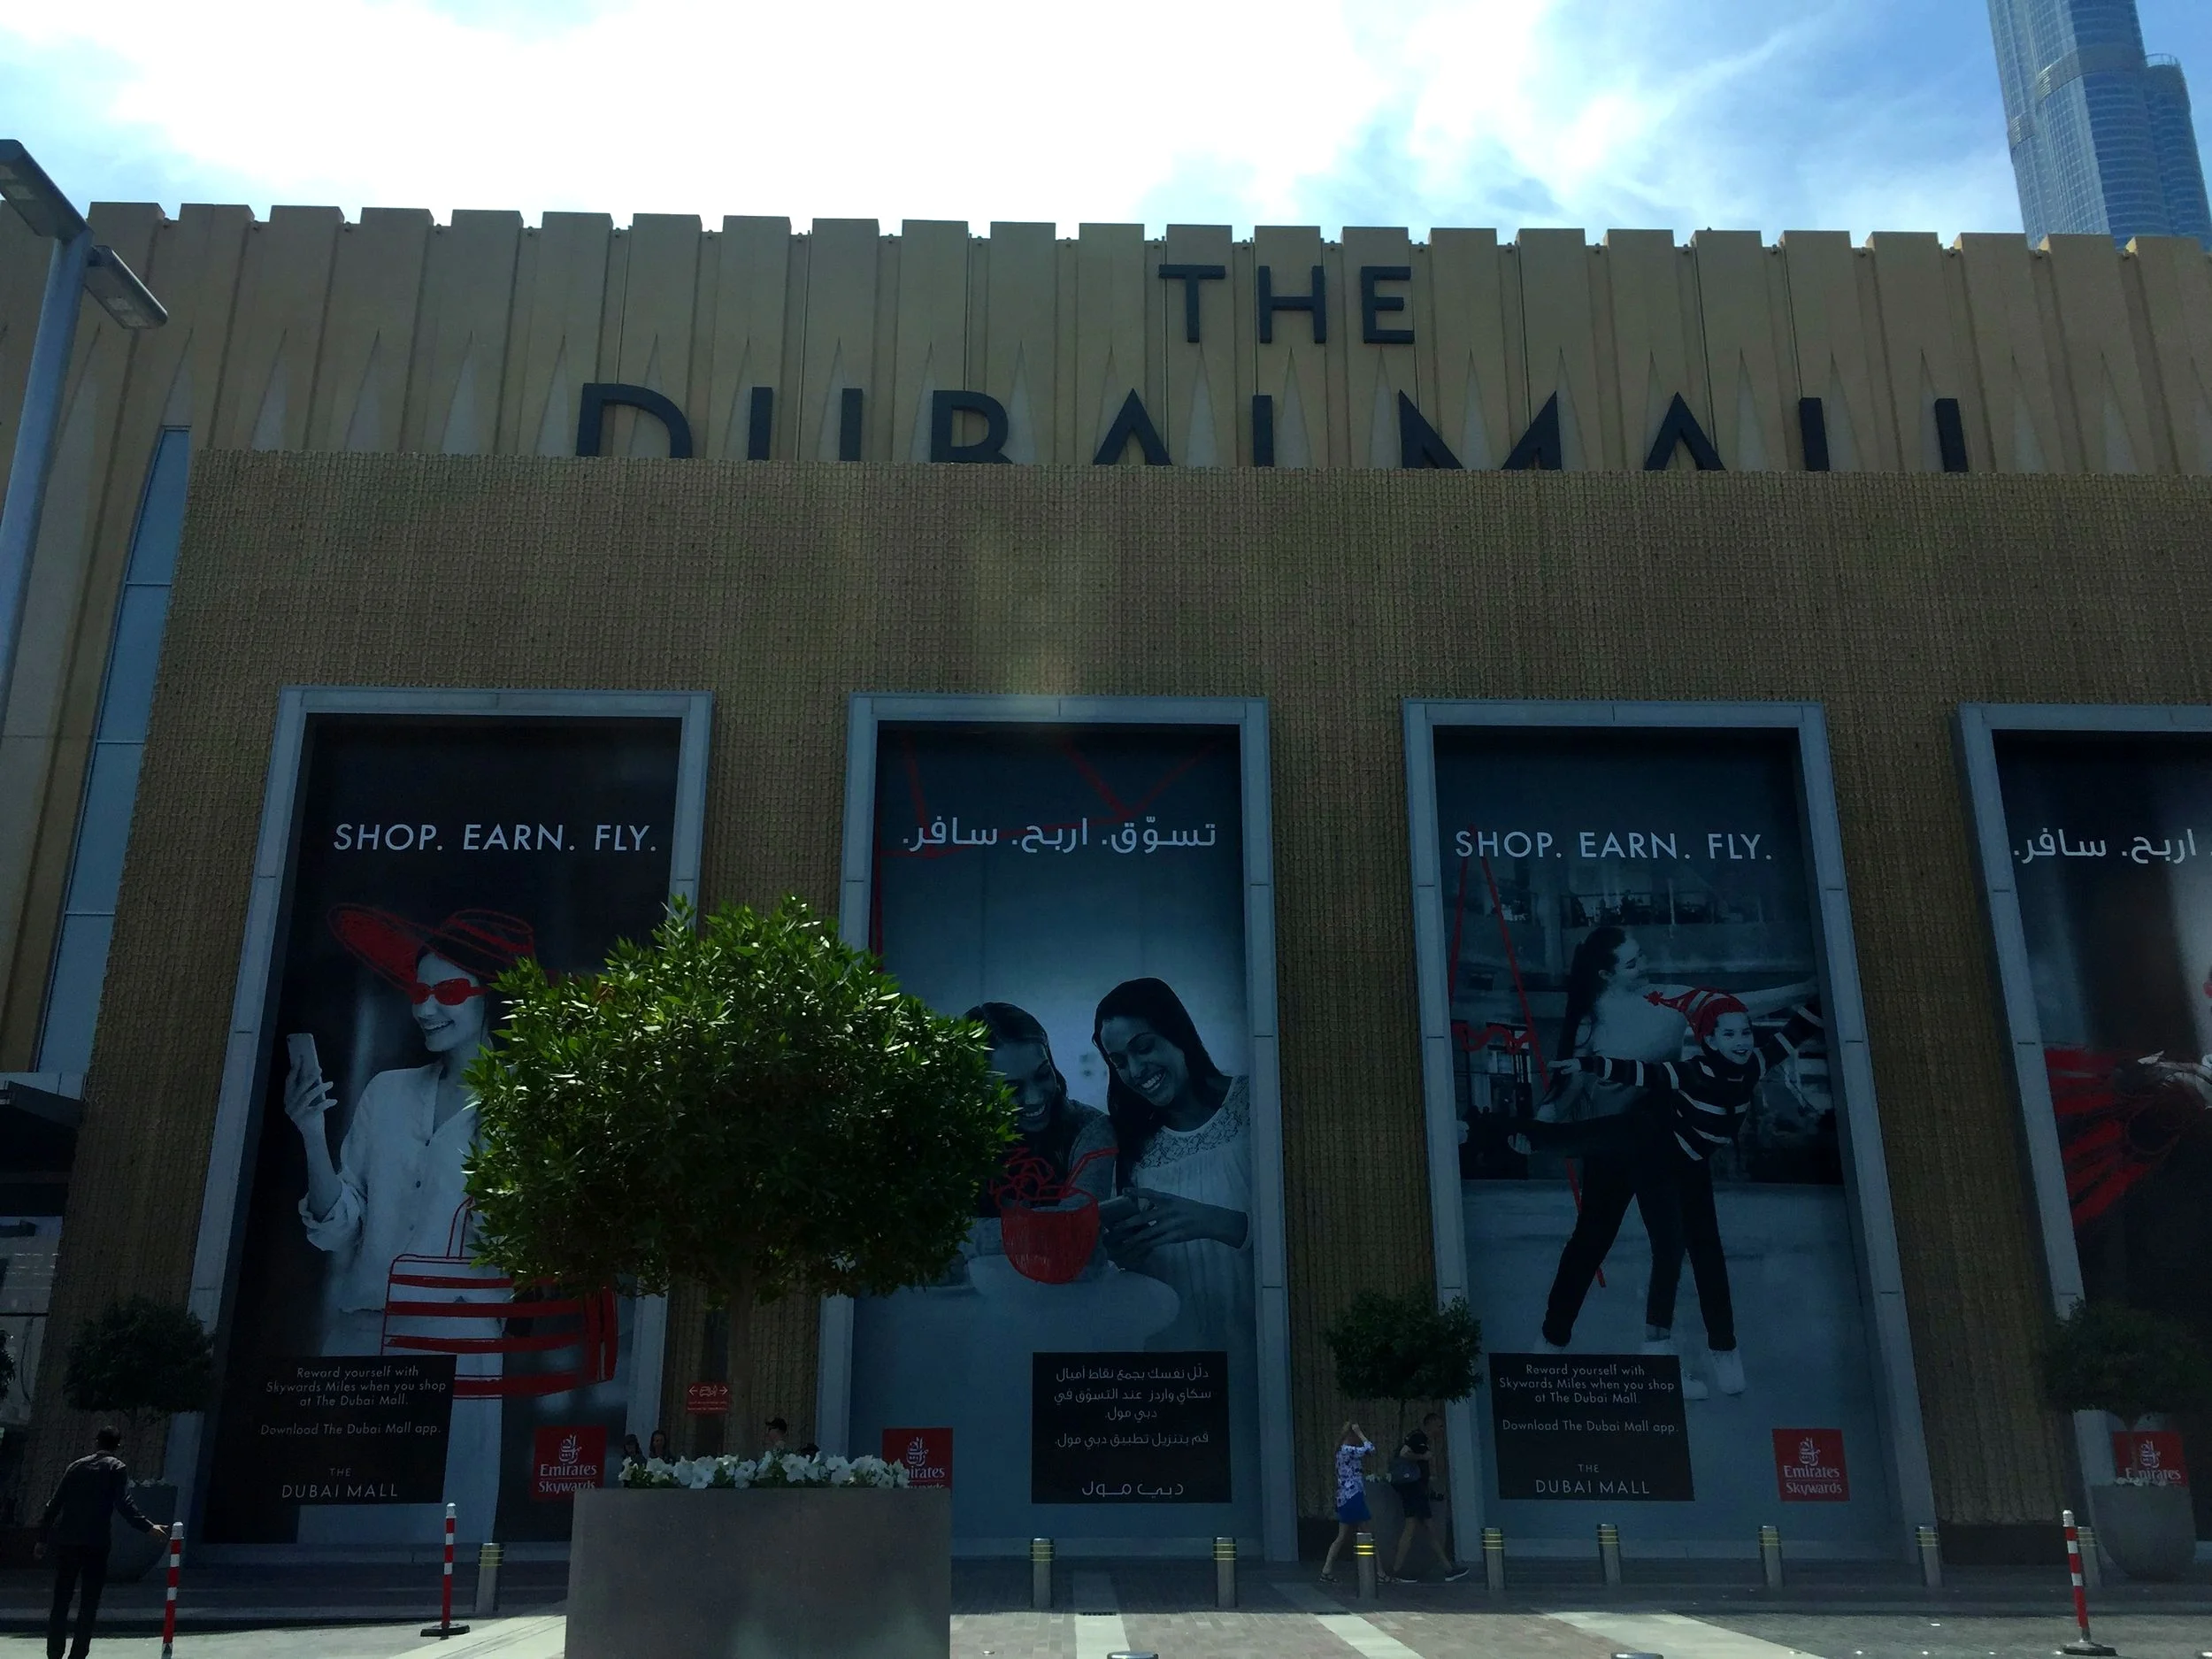 THE
DUBAI MALL
SHOP. EARN. FLY.
Reward yourself with
Skywards Miles when you shop
at The Dubai Mall.
Download The Dubai Mall app.
THE
DUBAI MALL
Emirates
Skywards
تسوّق. اربح. سافر.
دلّل نفسك بجمع نقاط أميال
سكاي واردز عند التسوّق في
دبي مول.
قم بتنزيل تطبيق دبي مول.
دبي مول
SHOP. EARN. FLY.
Reward yourself with
Skywards Miles when you shop
at The Dubai Mall.
Download The Dubai Mall app.
THE
DUBAI MALL
Emirates
Skywards
اربح. سافر.
Emirates